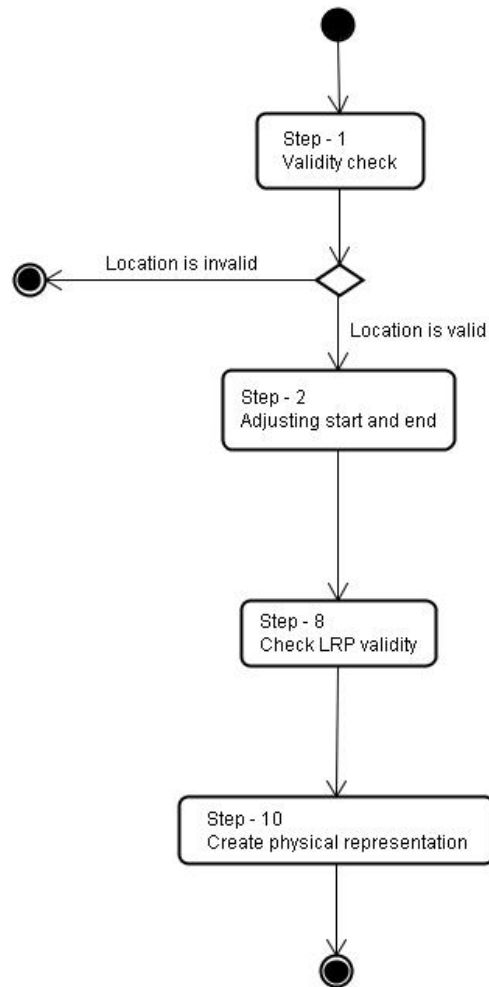 Step - 1
Validity check
Location is invalid
Location is valid
Step - 2
Adjusting start and end
Step - 8
Check LRP validity
Step - 10
Create physical representation